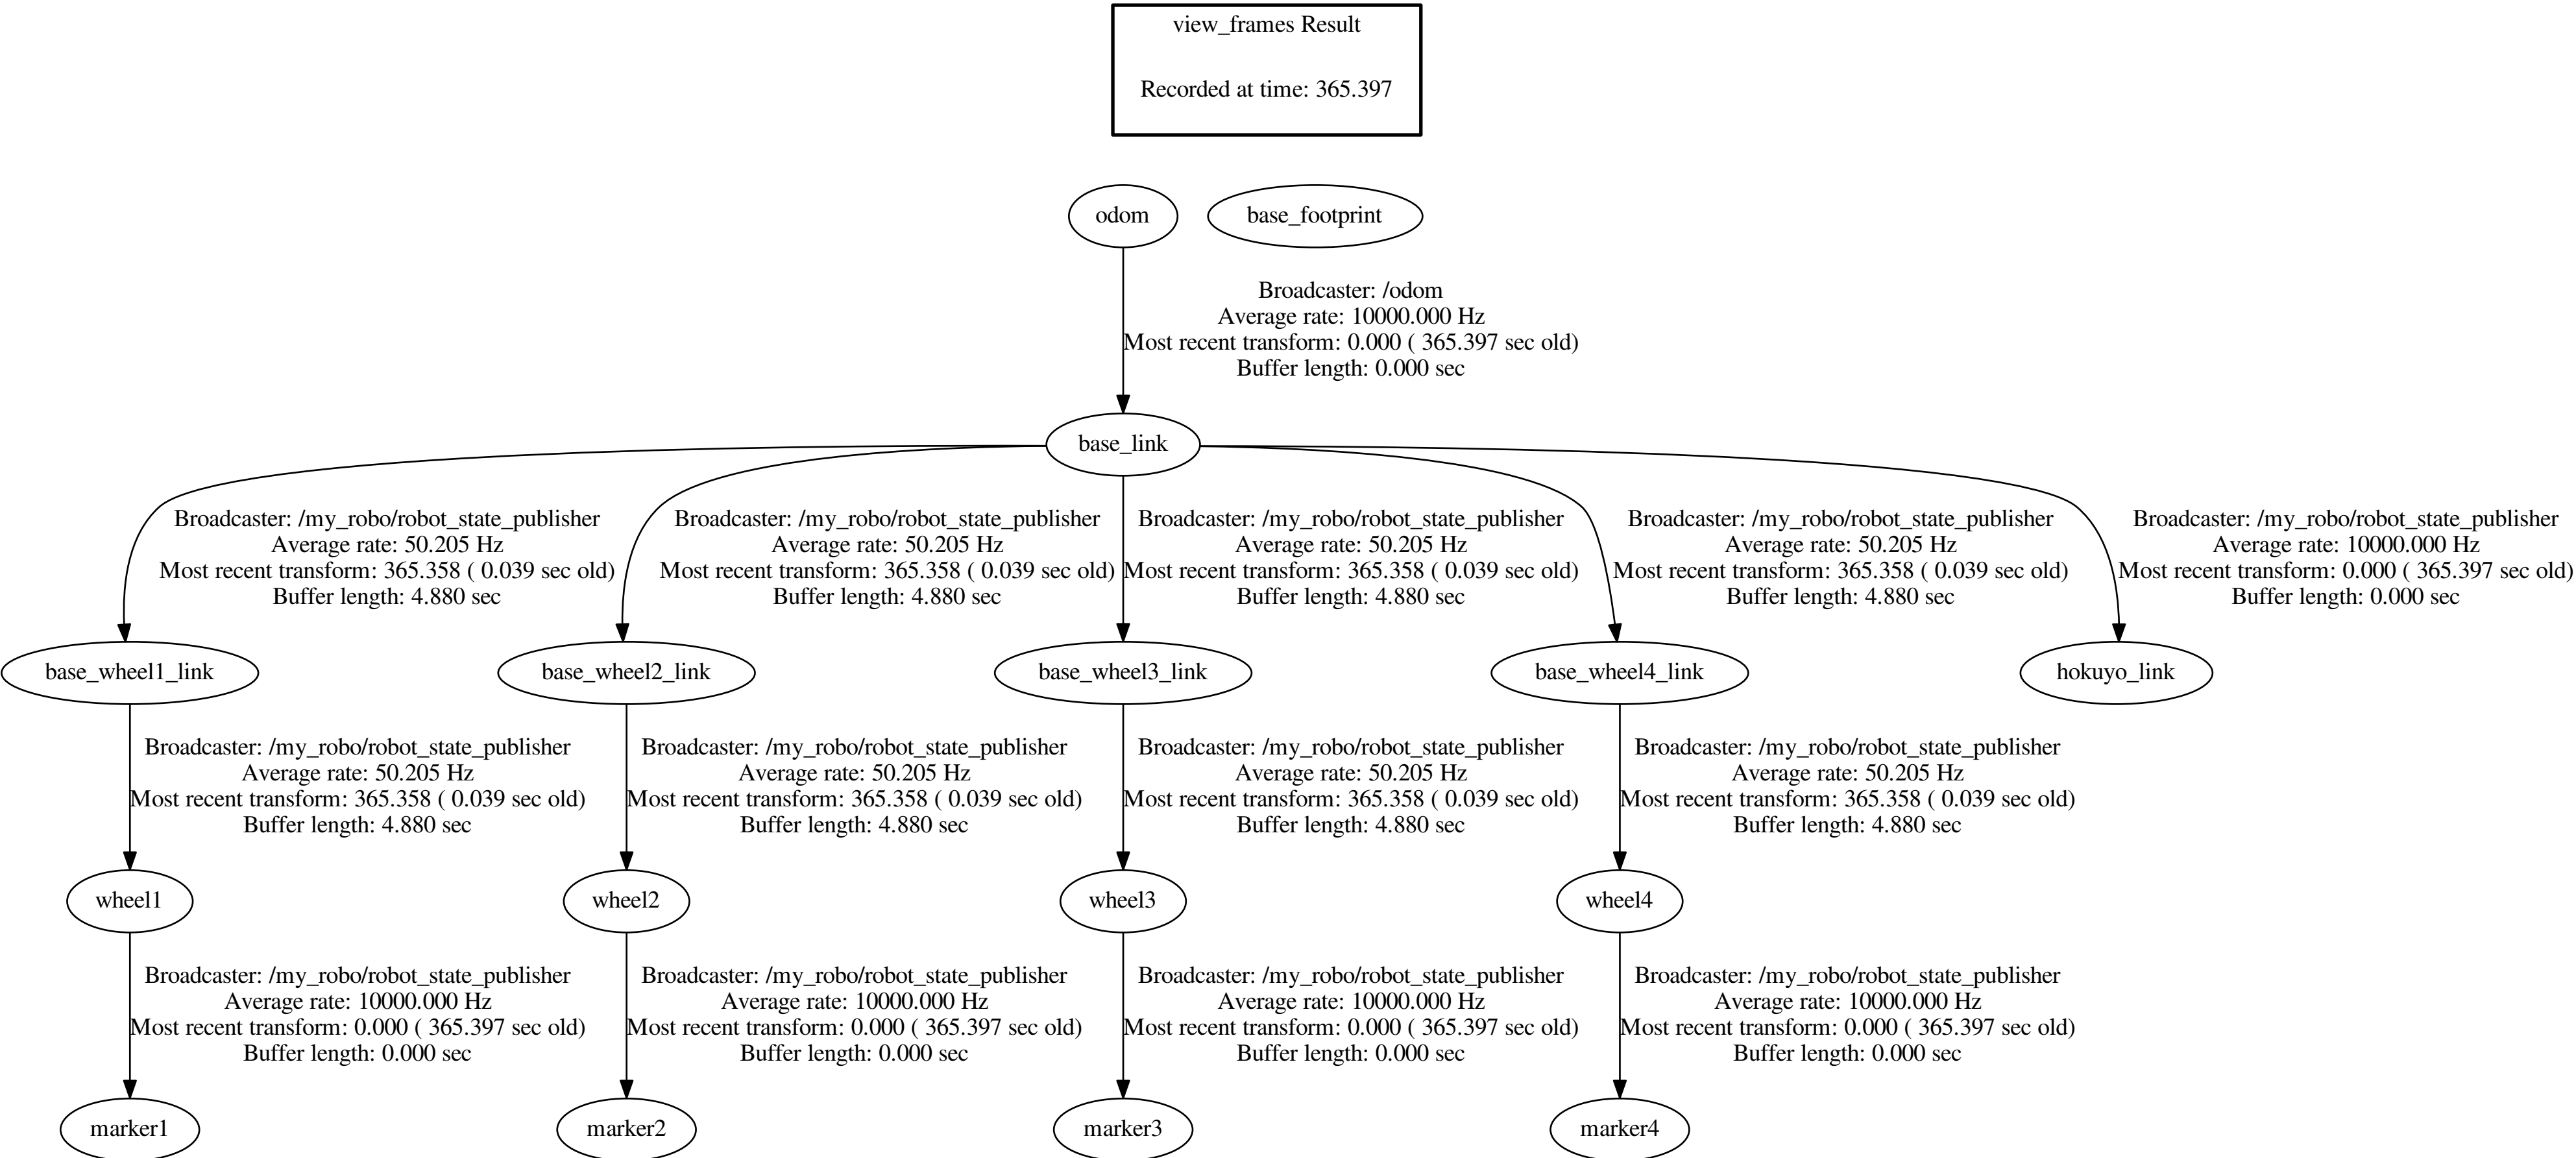 view_frames Result
Recorded at time: 365.397
odom
base_footprint
Broadcaster: /odom
Average rate: 10000.000 Hz
Most recent transform: 0.000 ( 365.397 sec old)
Buffer length: 0.000 sec
base_link
Broadcaster: /my_robo/robot_state_publisher
Average rate: 50.205 Hz
Most recent transform: 365.358 ( 0.039 sec old)
Buffer length: 4.880 sec
Broadcaster: /my_robo/robot_state_publisher
Average rate: 50.205 Hz
Most recent transform: 365.358 ( 0.039 sec old)
Buffer length: 4.880 sec
Broadcaster: /my_robo/robot_state_publisher
Average rate: 50.205 Hz
Most recent transform: 365.358 ( 0.039 sec old)
Buffer length: 4.880 sec
Broadcaster: /my_robo/robot_state_publisher
Average rate: 50.205 Hz
Most recent transform: 365.358 ( 0.039 sec old)
Buffer length: 4.880 sec
Broadcaster: /my_robo/robot_state_publisher
Average rate: 10000.000 Hz
Most recent transform: 0.000 ( 365.397 sec old)
Buffer length: 0.000 sec
base_wheel1_link
base_wheel2_link
base_wheel3_link
base_wheel4_link
hokuyo_link
Broadcaster: /my_robo/robot_state_publisher
Average rate: 50.205 Hz
Most recent transform: 365.358 ( 0.039 sec old)
Buffer length: 4.880 sec
Broadcaster: /my_robo/robot_state_publisher
Average rate: 50.205 Hz
Most recent transform: 365.358 ( 0.039 sec old)
Buffer length: 4.880 sec
Broadcaster: /my_robo/robot_state_publisher
Average rate: 50.205 Hz
Most recent transform: 365.358 ( 0.039 sec old)
Buffer length: 4.880 sec
Broadcaster: /my_robo/robot_state_publisher
Average rate: 50.205 Hz
Most recent transform: 365.358 ( 0.039 sec old)
Buffer length: 4.880 sec
wheel1
wheel2
wheel3
wheel4
Broadcaster: /my_robo/robot_state_publisher
Average rate: 10000.000 Hz
Most recent transform: 0.000 ( 365.397 sec old)
Buffer length: 0.000 sec
Broadcaster: /my_robo/robot_state_publisher
Average rate: 10000.000 Hz
Most recent transform: 0.000 ( 365.397 sec old)
Buffer length: 0.000 sec
Broadcaster: /my_robo/robot_state_publisher
Average rate: 10000.000 Hz
Most recent transform: 0.000 ( 365.397 sec old)
Buffer length: 0.000 sec
Broadcaster: /my_robo/robot_state_publisher
Average rate: 10000.000 Hz
Most recent transform: 0.000 ( 365.397 sec old)
Buffer length: 0.000 sec
marker1
marker2
marker3
marker4